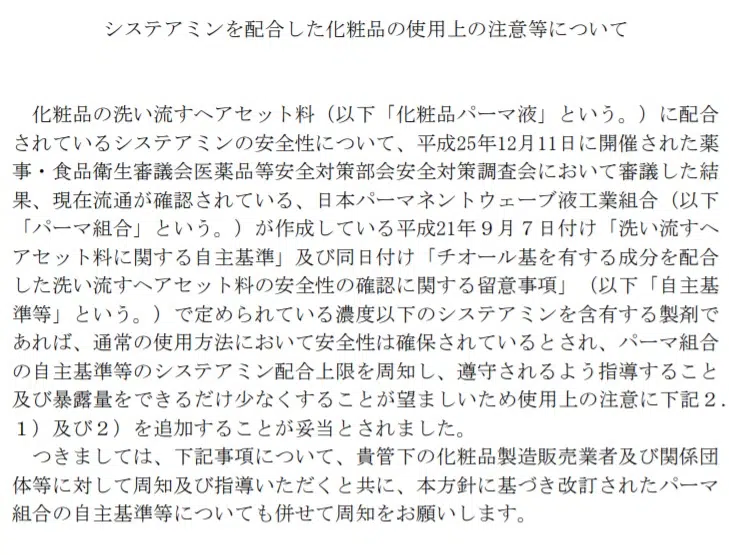 システアミンを配合した化粧品の使用上の注意等について
　化粧品の洗い流すヘアセット料（以下「化粧品パーマ液」という。）に配合
されているシステアミンの安全性について、平成25年12月11日に開催された薬
事・食品衛生審議会医薬品等安全対策部会安全対策調査会において審議した結
果、現在流通が確認されている、日本パーマネントウェーブ液工業組合（以下
「パーマ組合」という。）が作成している平成21年９月７日付け「洗い流すヘ
アセット料に関する自主基準」及び同日付け「チオール基を有する成分を配合
した洗い流すヘアセット料の安全性の確認に関する留意事項」（以下「自主基
準等」という。）で定められている濃度以下のシステアミンを含有する製剤で
あれば、通常の使用方法において安全性は確保されているとされ、パーマ組合
の自主基準等のシステアミン配合上限を周知し、遵守されるよう指導すること
及び暴露量をできるだけ少なくすることが望ましいため使用上の注意に下記２.
１）及び２）を追加することが妥当とされました。
　つきましては、下記事項について、貴管下の化粧品製造販売業者及び関係団
体等に対して周知及び指導いただくと共に、本方針に基づき改訂されたパーマ
組合の自主基準等についても併せて周知をお願いします。